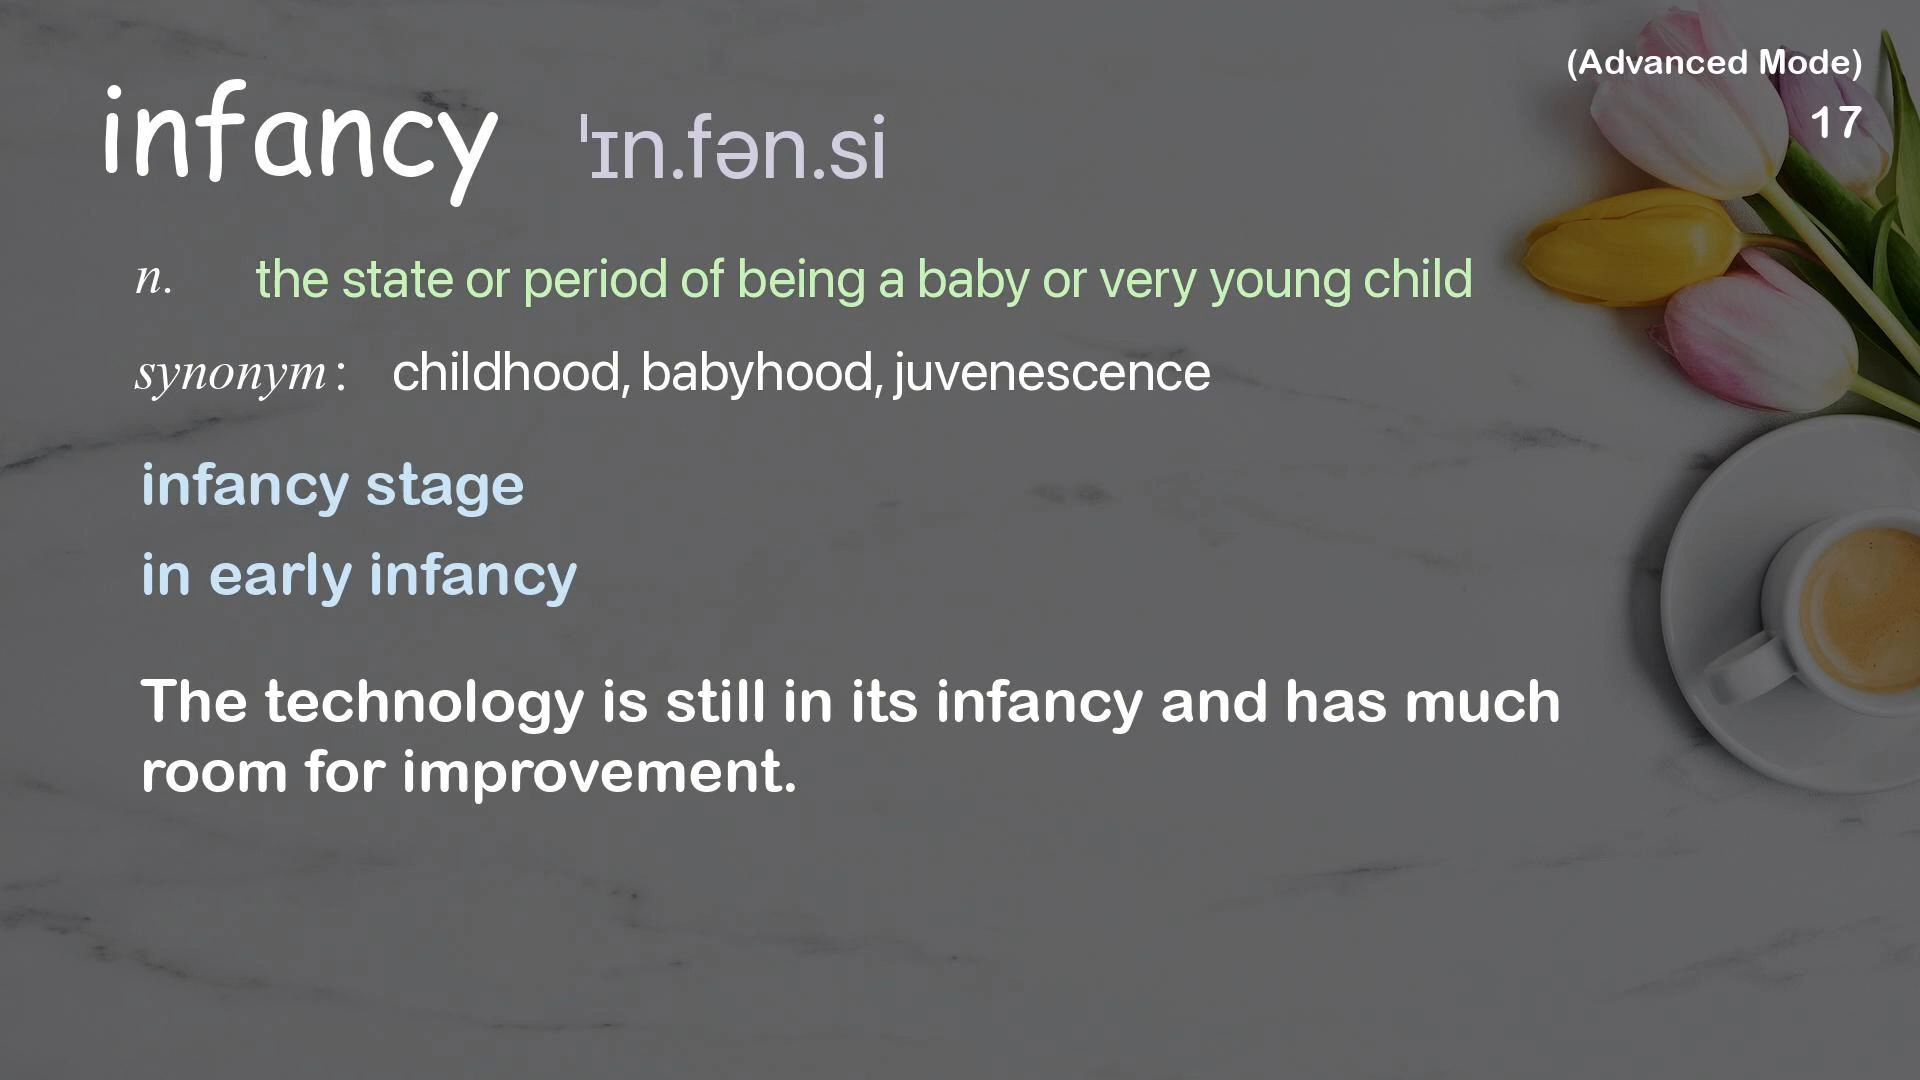 (Advanced Mode)
17
infancy ˈɪn.fən.si
n. the state or period of being a baby or very young child
synonym: childhood, babyhood, juvenescence
infancy stage
in early infancy
The technology is still in its infancy and has much
room for improvement.